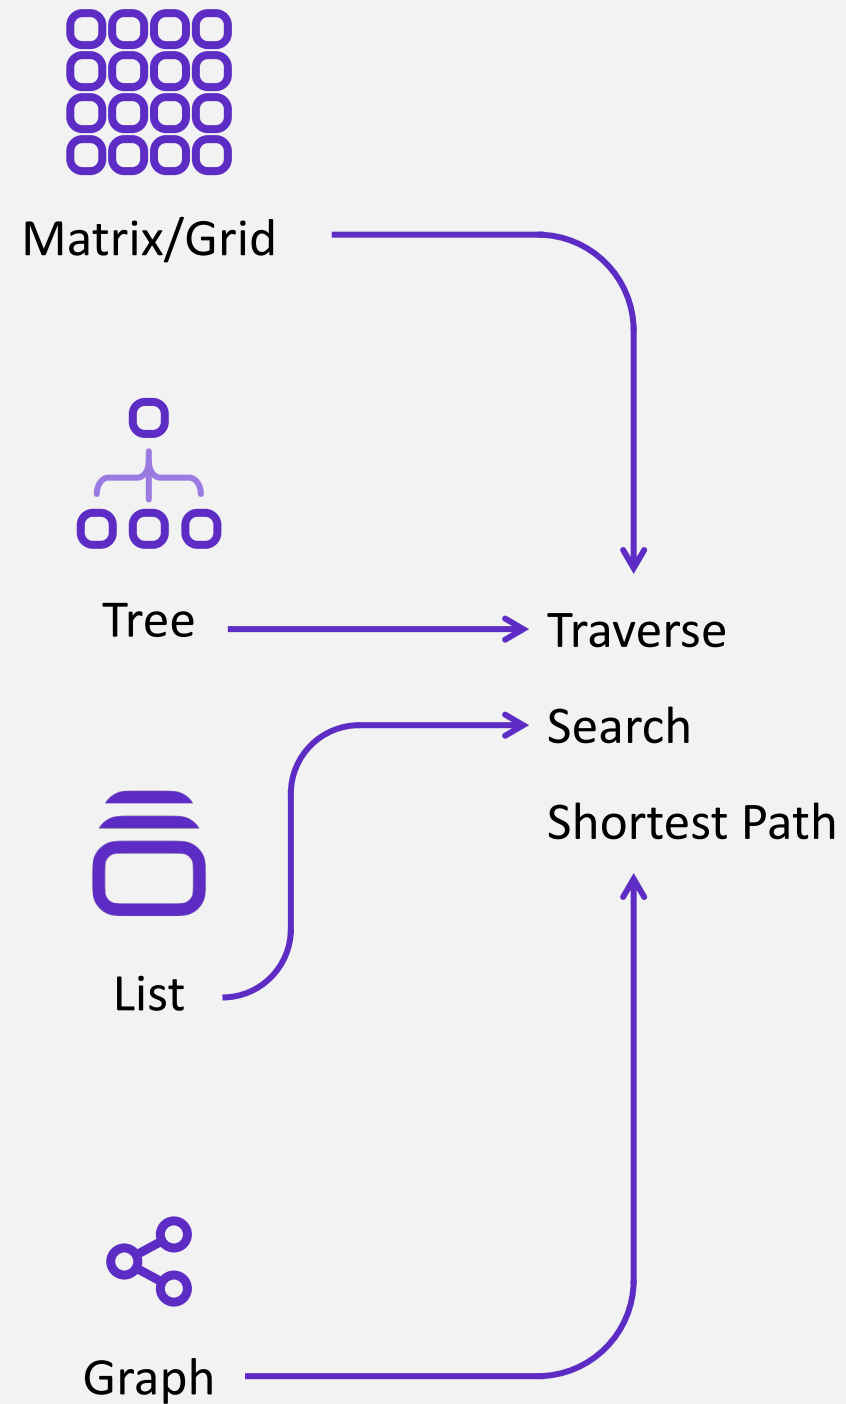 Matrix/Grid
Tree
Traverse
Search
Shortest Path
List
Graph